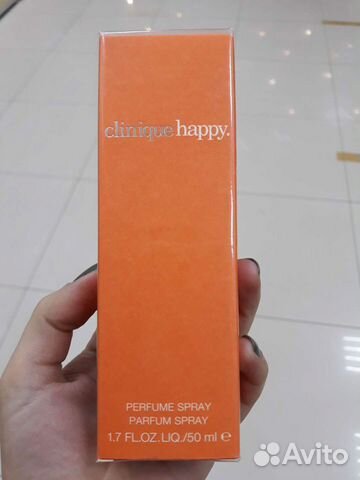 clinique happy.
PERFUME SPRAY
PARFUM SPRAY
1.7 FL.OZ.LIQ./50 ml ℮
Avito